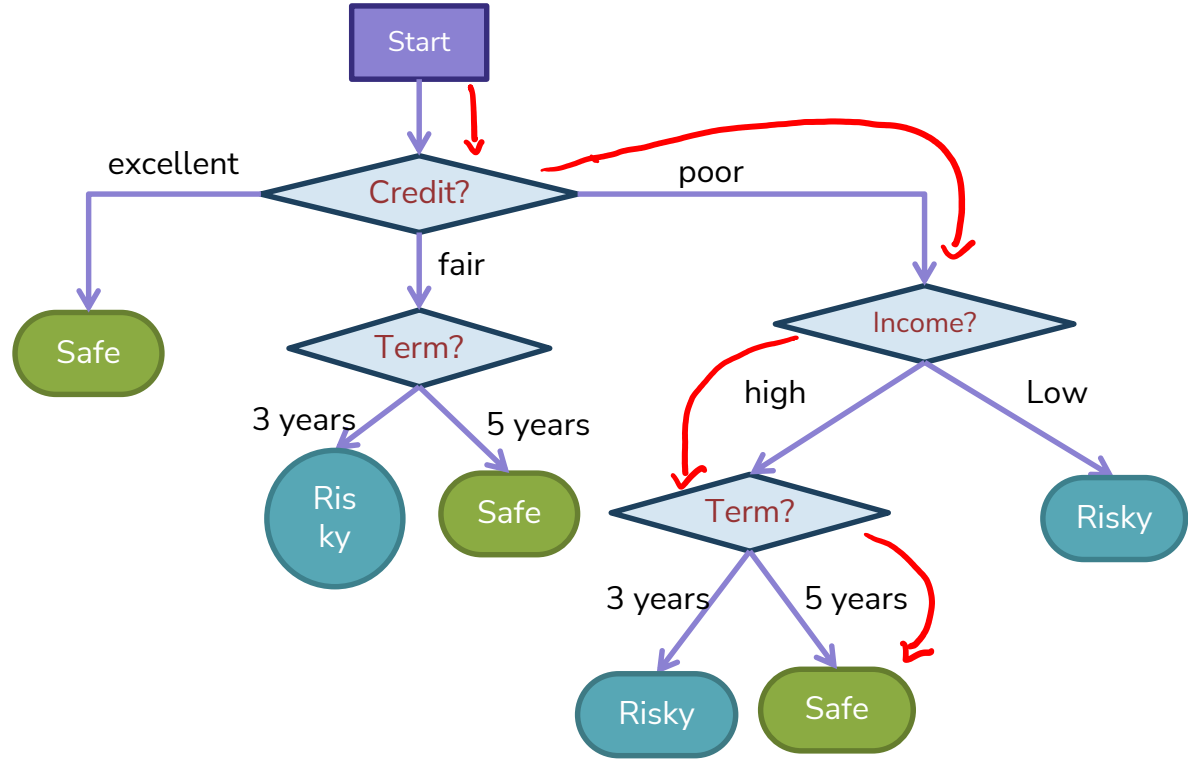 Start
excellent
Credit?
poor
fair
Income?
Safe
Term?
high
Low
3 years
5 years
Ris
ky
Safe
Term?
Risky
3 years
5 years
Risky
Safe